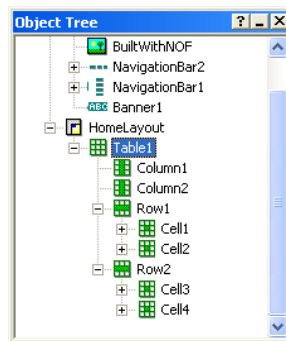 Object Tree
BuiltWithNOF
NavigationBar2
NavigationBar1
ABC Banner1
HomeLayout
Table1
Column1
Column2
Row1
Cell1
Cell2
Row2
Cell3
Cell4